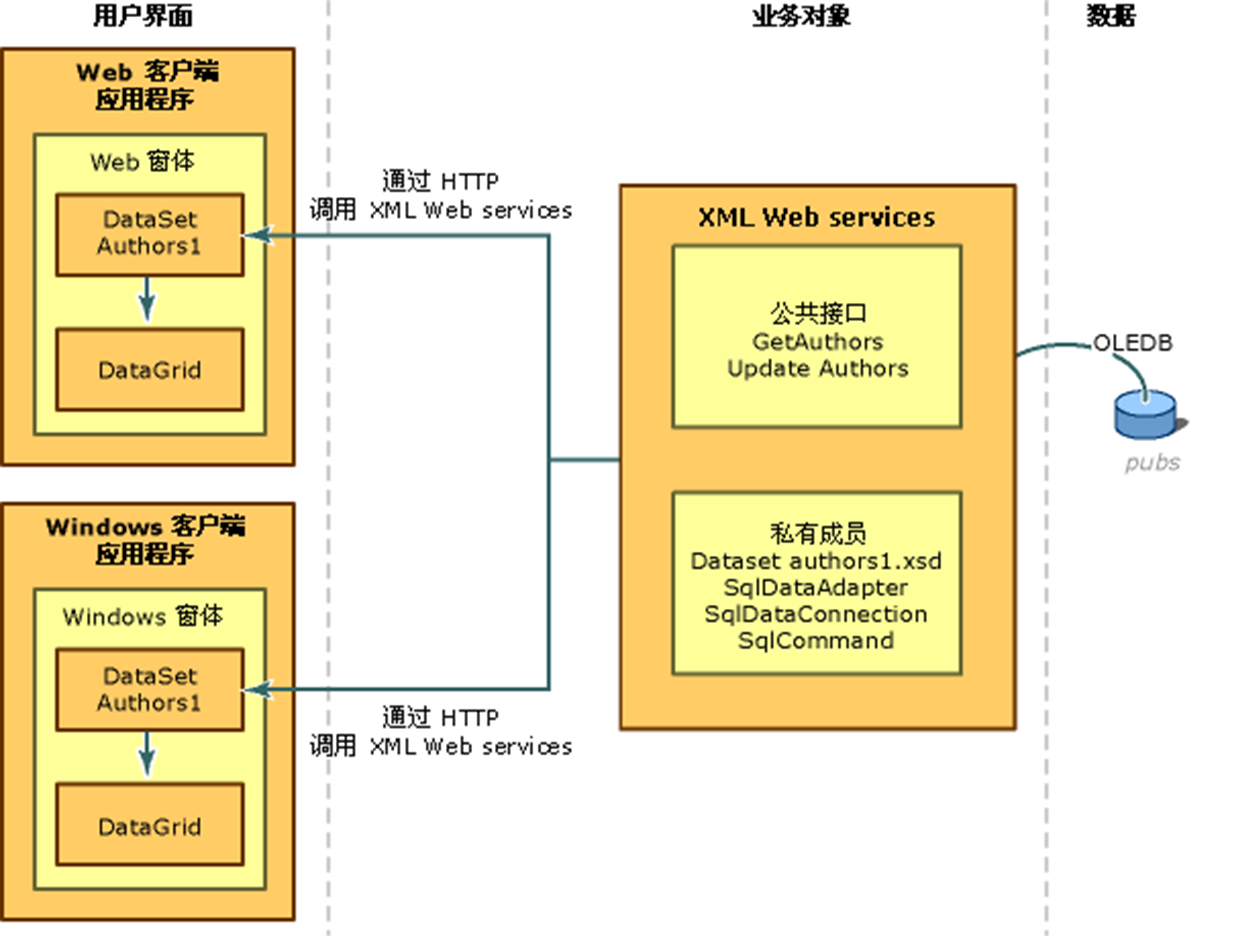 用户界面
业务对象
数据
Web 客户端
应用程序
Web 窗体
DataSet
Authors1
DataGrid
通过 HTTP
调用 XML Web services
XML Web services
公共接口
GetAuthors
Update Authors
OLEDB
pubs
私有成员
Dataset authors1.xsd
SqlDataAdapter
SqlDataConnection
SqlCommand
Windows 客户端
应用程序
Windows 窗体
DataSet
Authors1
DataGrid
通过 HTTP
调用 XML Web services